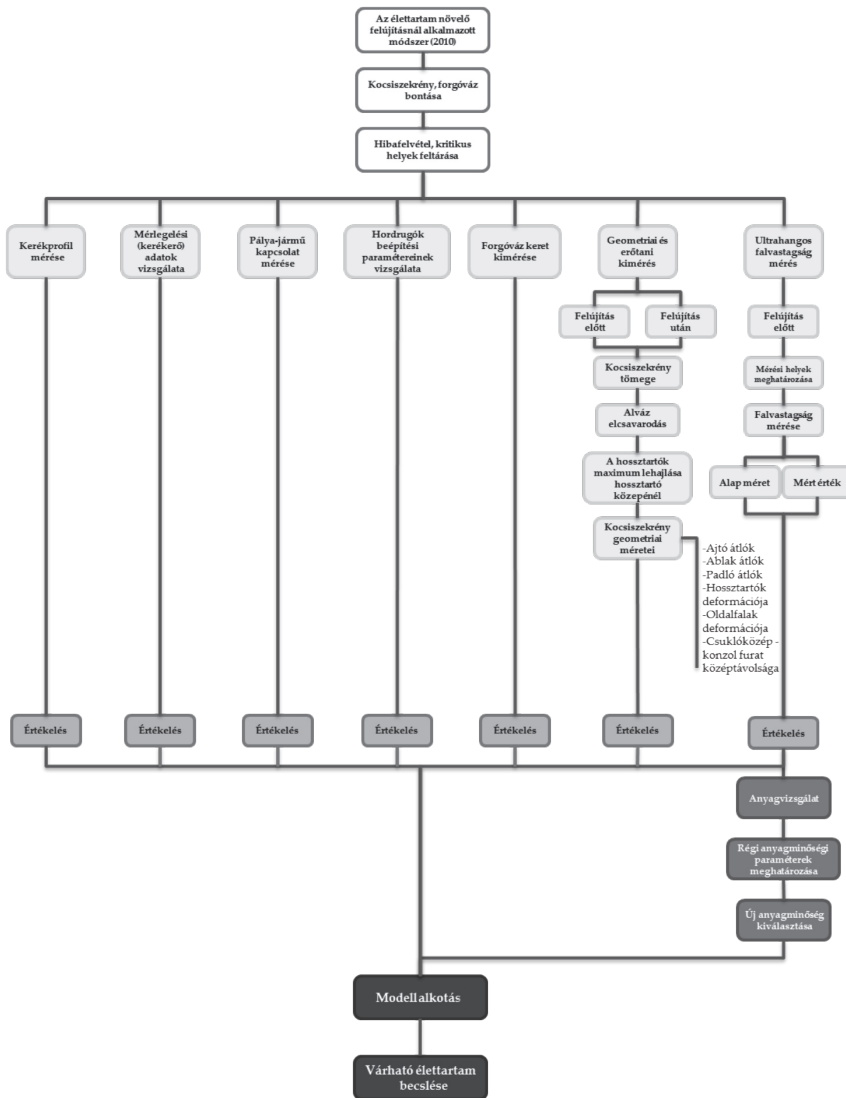 Az élettartam növelő
felújításnál alkalmazott
módszer (2010)
Kocsiszekrény, forgóváz
bontása
Hibafelvétel, kritikus
helyek feltárása
Kerékprofil
mérése
Mérlegelési
(kerékerő)
adatok
vizsgálata
Pálya-jármű
kapcsolat
mérése
Hordrugók
beépítési
paramétereinek
vizsgálata
Forgóváz keret
kimérése
Geometriai és
erőtani
kimérés
Ultrahangos
falvastagság
mérés
Felújítás
előtt
Felújítás
után
Felújítás
előtt
Kocsiszekrény
tömege
Mérési helyek
meghatározása
Alváz
elcsavarodás
Falvastagság
mérése
A hossztartók
maximum lehajlása
hossztartó
közepénél
Alap méret
Mért érték
Kocsiszekrény
geometriai
méretei
-Ajtó átlók
-Ablak átlók
-Padló átlók
-Hossztartók
deformációja
-Oldalfalak
deformációja
-Csuklóközép -
konzol furat
középtávolsága
Értékelés
Értékelés
Értékelés
Értékelés
Értékelés
Értékelés
Értékelés
Anyagvizsgálat
Régi anyagminőségi
paraméterek
meghatározása
Új anyagminőség
kiválasztása
Modell alkotás
Várható élettartam
becslése